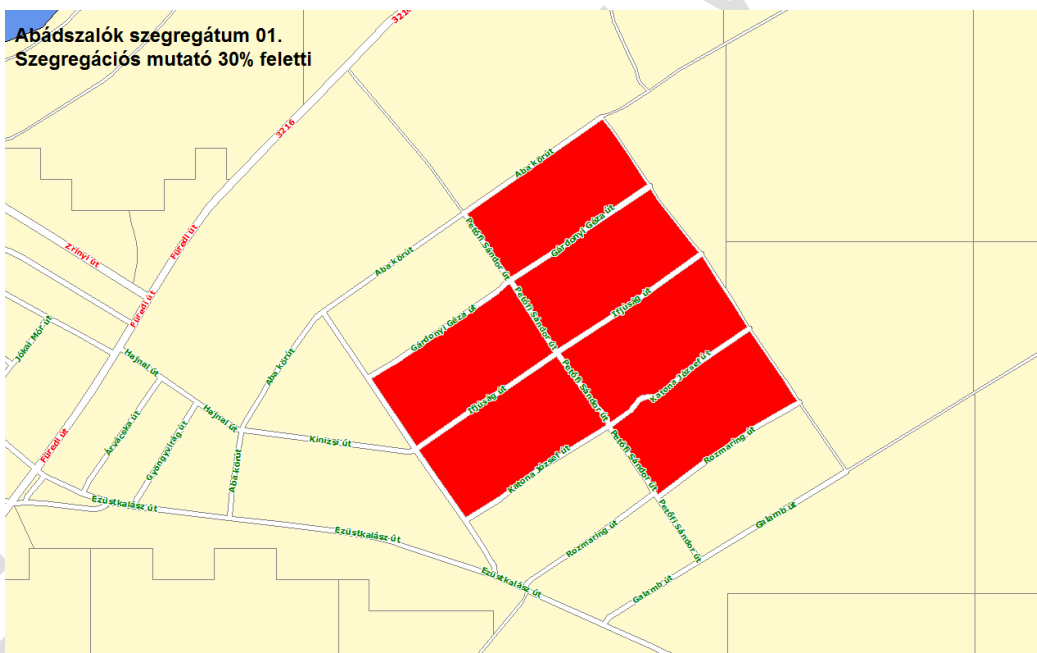 Abádszalók szegregátum 01.
Szegregációs mutató 30% feletti
3216
3216
Aba körút
Petőfi Sándor út
Gárdonyi Géza út
Zrínyi út
Füredi út
Aba körút
Petőfi Sándor út
Ifjúság út
Füredi út
Gárdonyi Géza út
Jókai Mór út
Hajnal út
Aba körút
Petőfi Sándor út
Katona József út
Ifjúság út
Hajnal út
Kinizsi út
Árvácska út
Gyöngyvirág út
Füredi út
Aba körút
Katona József út
Petőfi Sándor út
Rozmaring út
Ezüstkalász út
Ezüstkalász út
Rozmaring út
Petőfi Sándor út
Galamb út
Ezüstkalász út
Galamb út